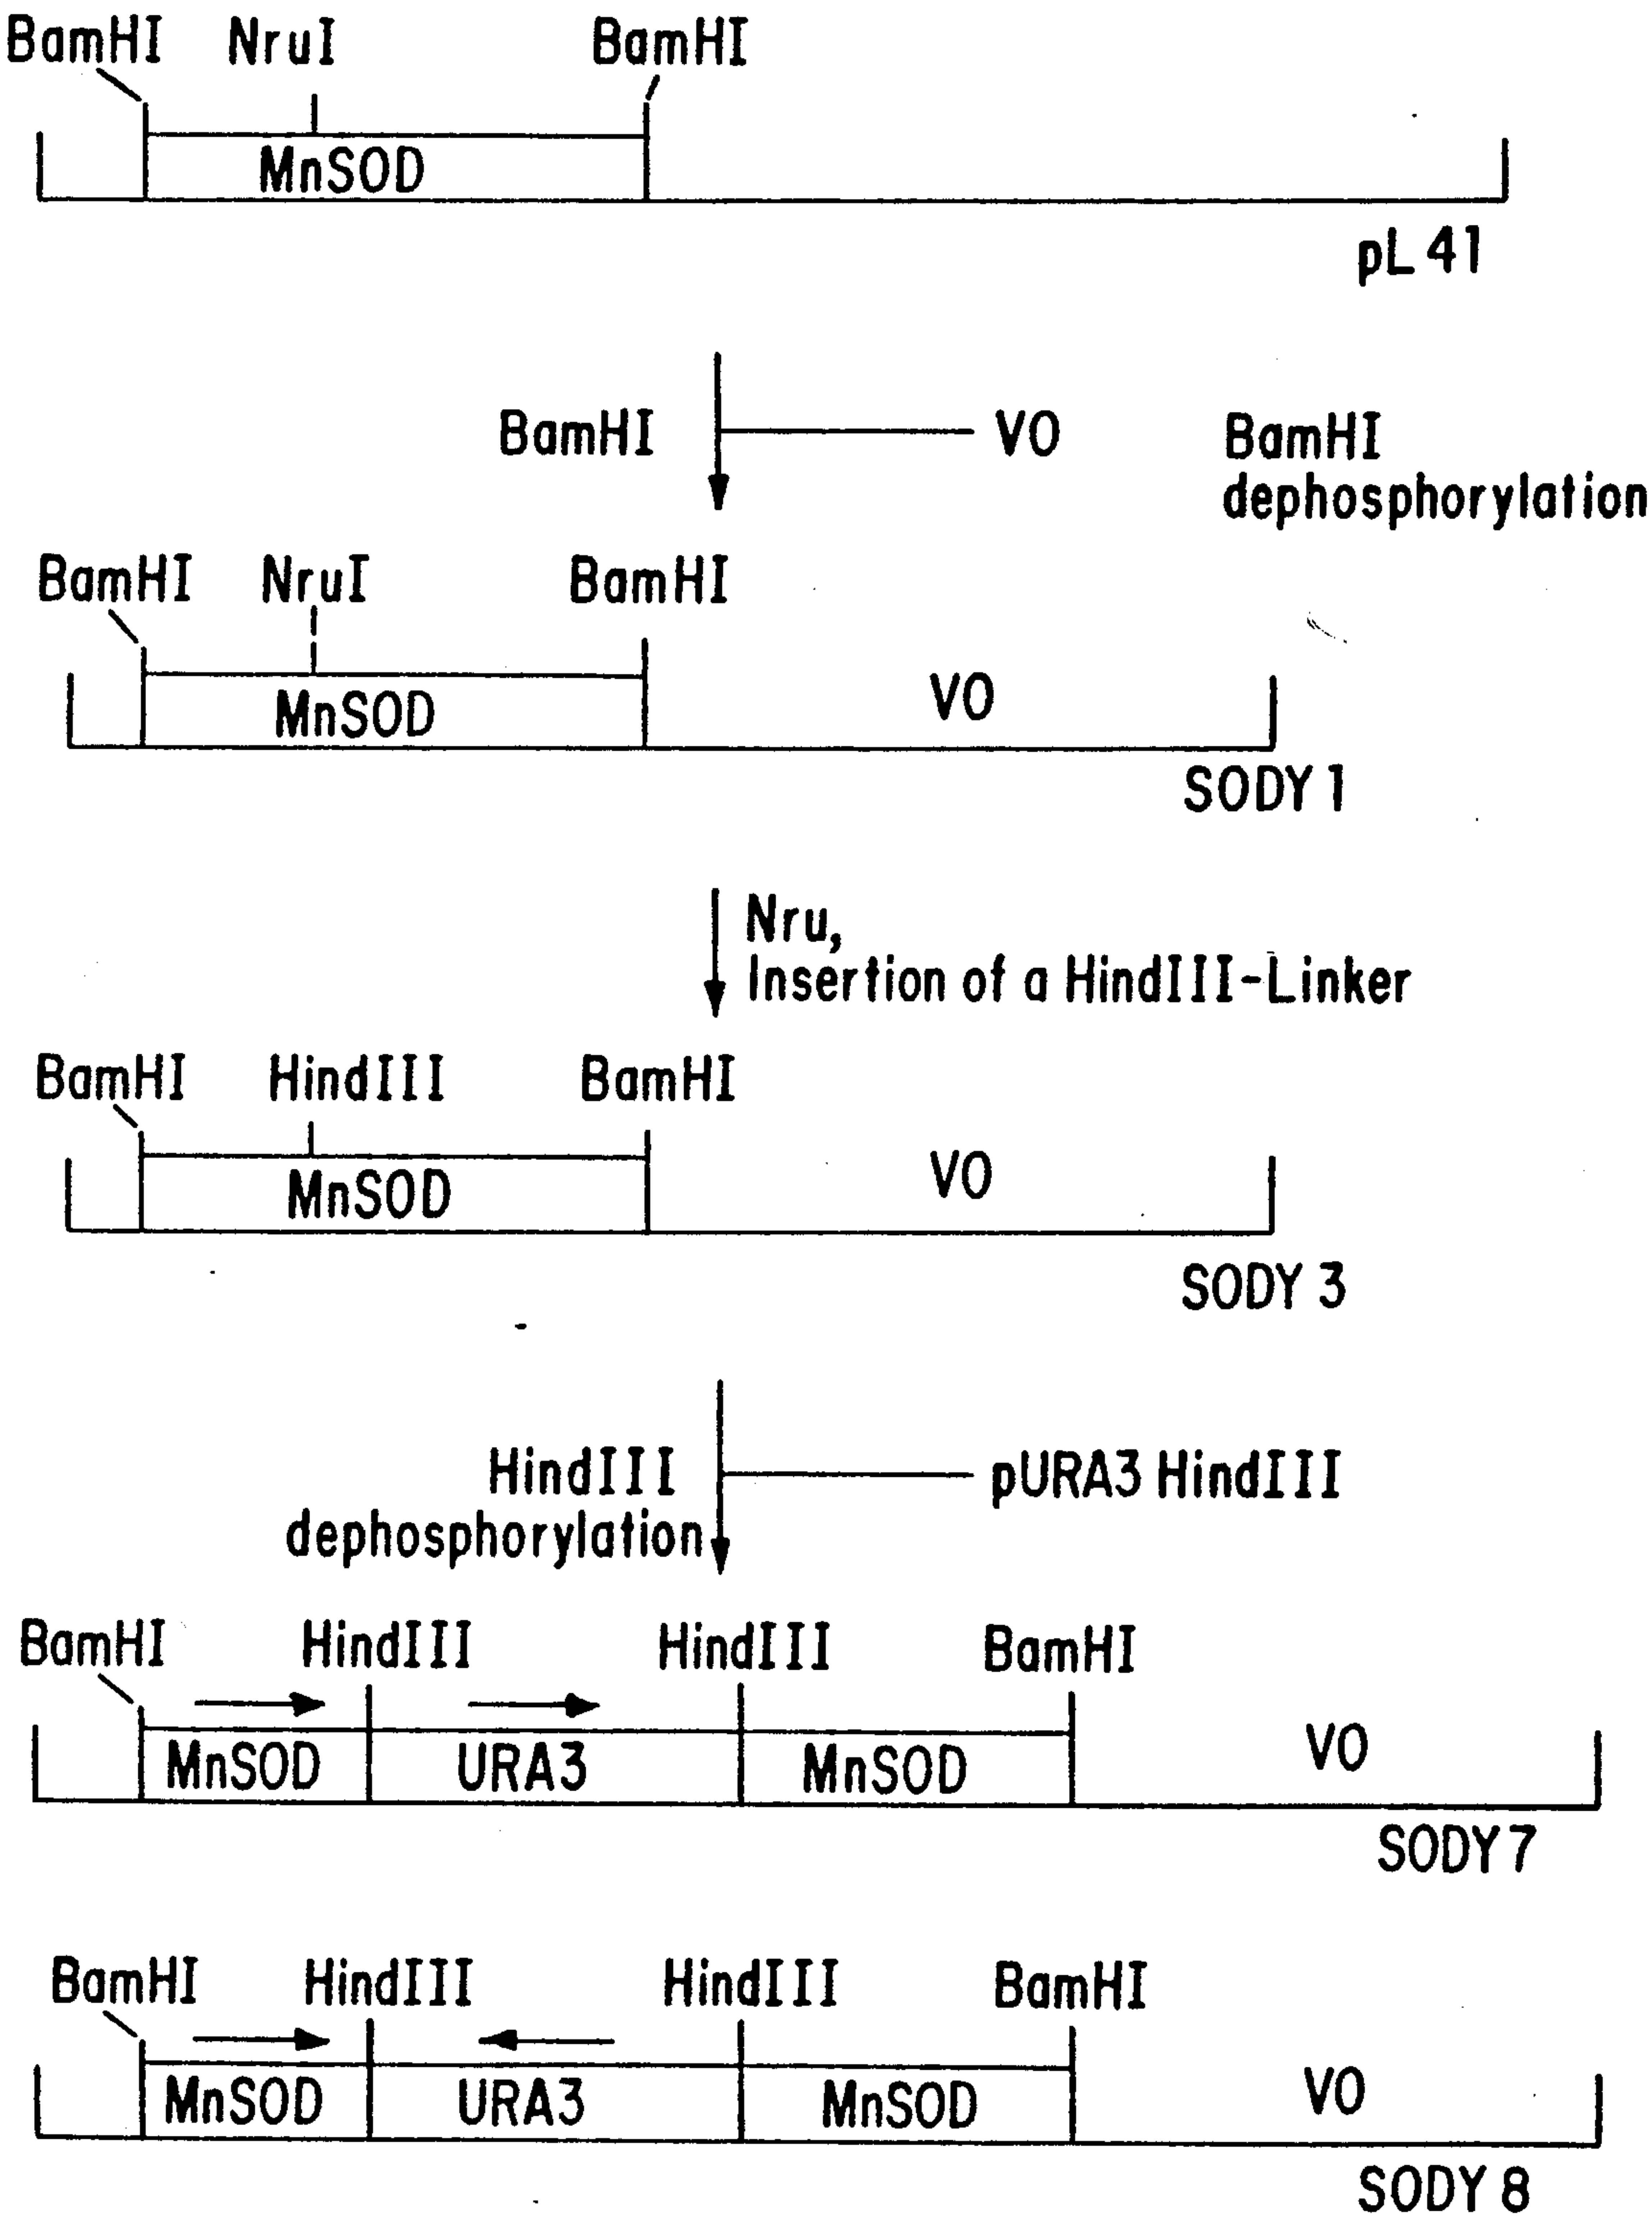 BamHI NruI BamHI
MnSOD
pL 41
BamHI VO BamHI
dephosphorylation
BamHI NruI BamHI
MnSOD VO
SODY 1
Nru,
Insertion of a HindIII-Linker
BamHI HindIII BamHI
MnSOD VO
SODY 3
HindIII pURA3 HindIII
dephosphorylation
BamHI HindIII HindIII BamHI
MnSOD URA3 MnSOD VO
SODY 7
BamHI HindIII HindIII BamHI
MnSOD URA3 MnSOD VO
SODY 8